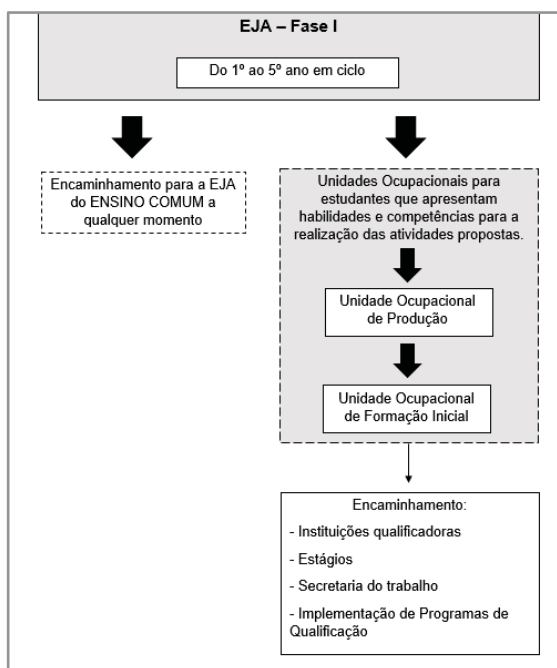 EJA – Fase I
Do 1º ao 5º ano em ciclo
Encaminhamento para a EJA
do ENSINO COMUM a
qualquer momento
Unidades Ocupacionais para
estudantes que apresentam
habilidades e competências para a
realização das atividades propostas.
Unidade Ocupacional
de Produção
Unidade Ocupacional
de Formação Inicial
Encaminhamento:
- Instituições qualificadoras
- Estágios
- Secretaria do trabalho
- Implementação de Programas de
Qualificação